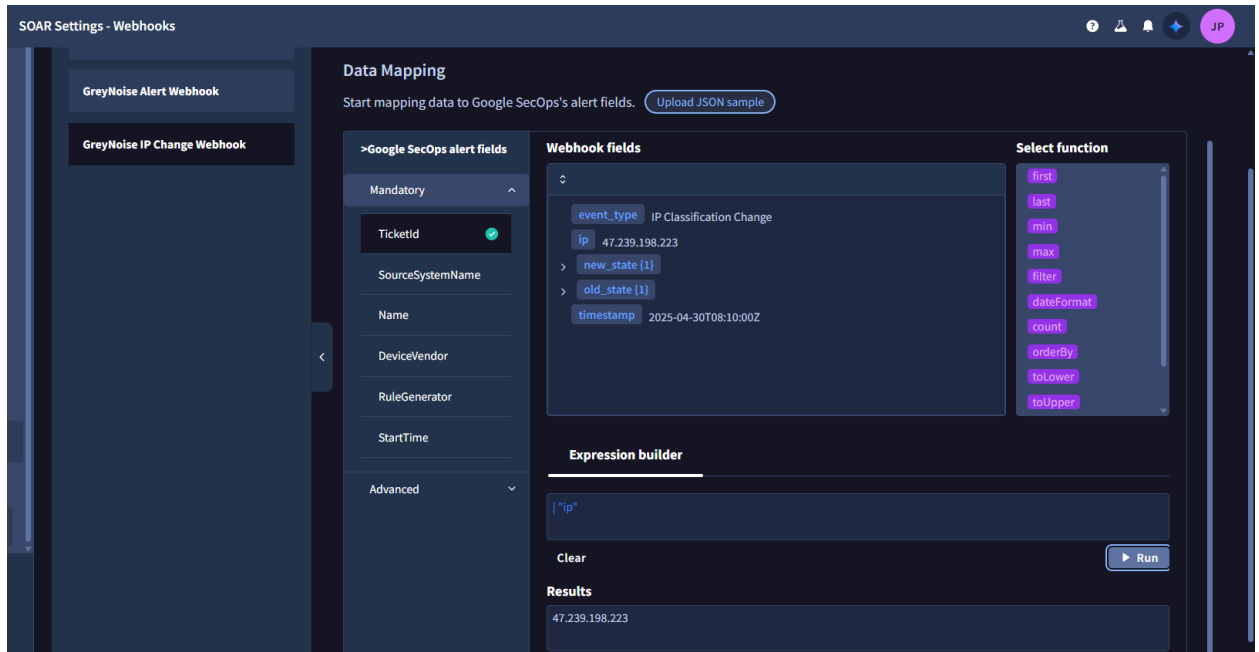 SOAR Settings - Webhooks
JP
GreyNoise Alert Webhook
GreyNoise IP Change Webhook
Data Mapping
Start mapping data to Google SecOps's alert fields.
Upload JSON sample
>Google SecOps alert fields
Mandatory
TicketId
SourceSystemName
Name
DeviceVendor
RuleGenerator
StartTime
Advanced
Webhook fields
event_type IP Classification Change
ip 47.239.198.223
new_state {1}
old_state {1}
timestamp 2025-04-30T08:10:00Z
Select function
first
last
min
max
filter
dateFormat
count
orderBy
toLower
toUpper
Expression builder
| "ip"
Clear
Run
Results
47.239.198.223